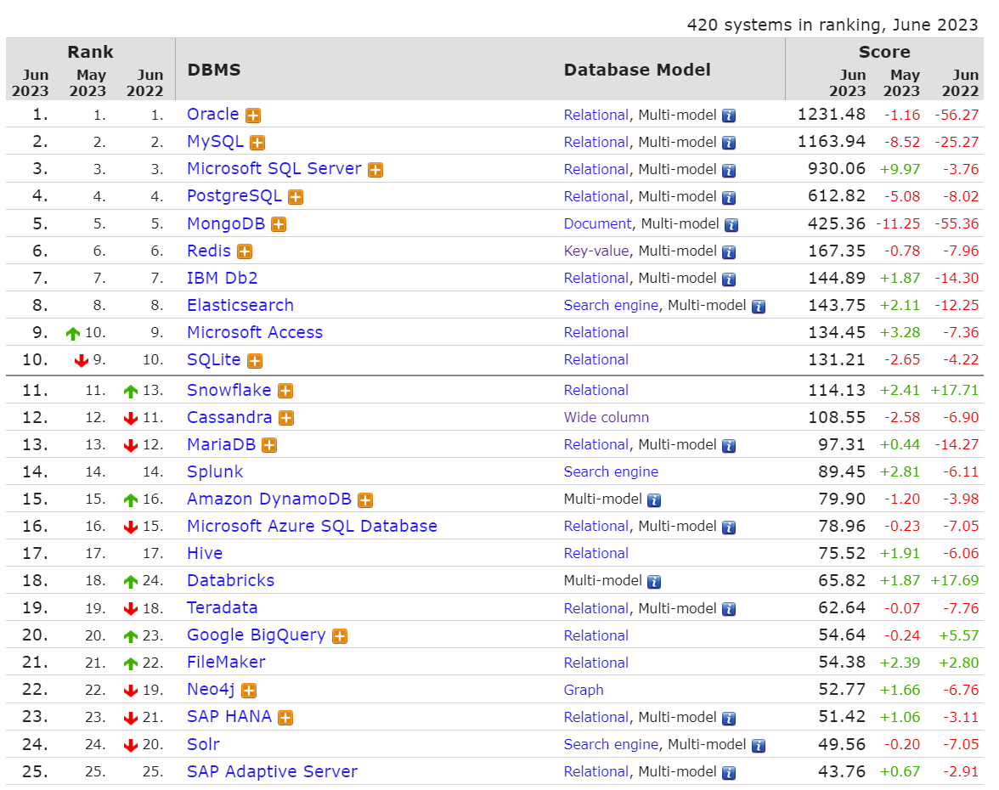 420 systems in ranking, June 2023
Rank DBMS Database Model Score
Jun 2023 May 2023 Jun 2022 Jun 2023 May 2023 Jun 2022
1. 1. 1. Oracle Relational, Multi-model 1231.48 -1.16 -56.27
2. 2. 2. MySQL Relational, Multi-model 1163.94 -8.52 -25.27
3. 3. 3. Microsoft SQL Server Relational, Multi-model 930.06 +9.97 -3.76
4. 4. 4. PostgreSQL Relational, Multi-model 612.82 -5.08 -8.02
5. 5. 5. MongoDB Document, Multi-model 425.36 -11.25 -55.36
6. 6. 6. Redis Key-value, Multi-model 167.35 -0.78 -7.96
7. 7. 7. IBM Db2 Relational, Multi-model 144.89 +1.87 -14.30
8. 8. 8. Elasticsearch Search engine, Multi-model 143.75 +2.11 -12.25
9. 10. 9. Microsoft Access Relational 134.45 +3.28 -7.36
10. 9. 10. SQLite Relational 131.21 -2.65 -4.22
11. 11. 13. Snowflake Relational 114.13 +2.41 +17.71
12. 12. 11. Cassandra Wide column 108.55 -2.58 -6.90
13. 13. 12. MariaDB Relational, Multi-model 97.31 +0.44 -14.27
14. 14. 14. Splunk Search engine 89.45 +2.81 -6.11
15. 15. 16. Amazon DynamoDB Multi-model 79.90 -1.20 -3.98
16. 16. 15. Microsoft Azure SQL Database Relational, Multi-model 78.96 -0.23 -7.05
17. 17. 17. Hive Relational 75.52 +1.91 -6.06
18. 18. 24. Databricks Multi-model 65.82 +1.87 +17.69
19. 19. 18. Teradata Relational, Multi-model 62.64 -0.07 -7.76
20. 20. 23. Google BigQuery Relational 54.64 -0.24 +5.57
21. 21. 22. FileMaker Relational 54.38 +2.39 +2.80
22. 22. 19. Neo4j Graph 52.77 +1.66 -6.76
23. 23. 21. SAP HANA Relational, Multi-model 51.42 +1.06 -3.11
24. 24. 20. Solr Search engine, Multi-model 49.56 -0.20 -7.05
25. 25. 25. SAP Adaptive Server Relational, Multi-model 43.76 +0.67 -2.91